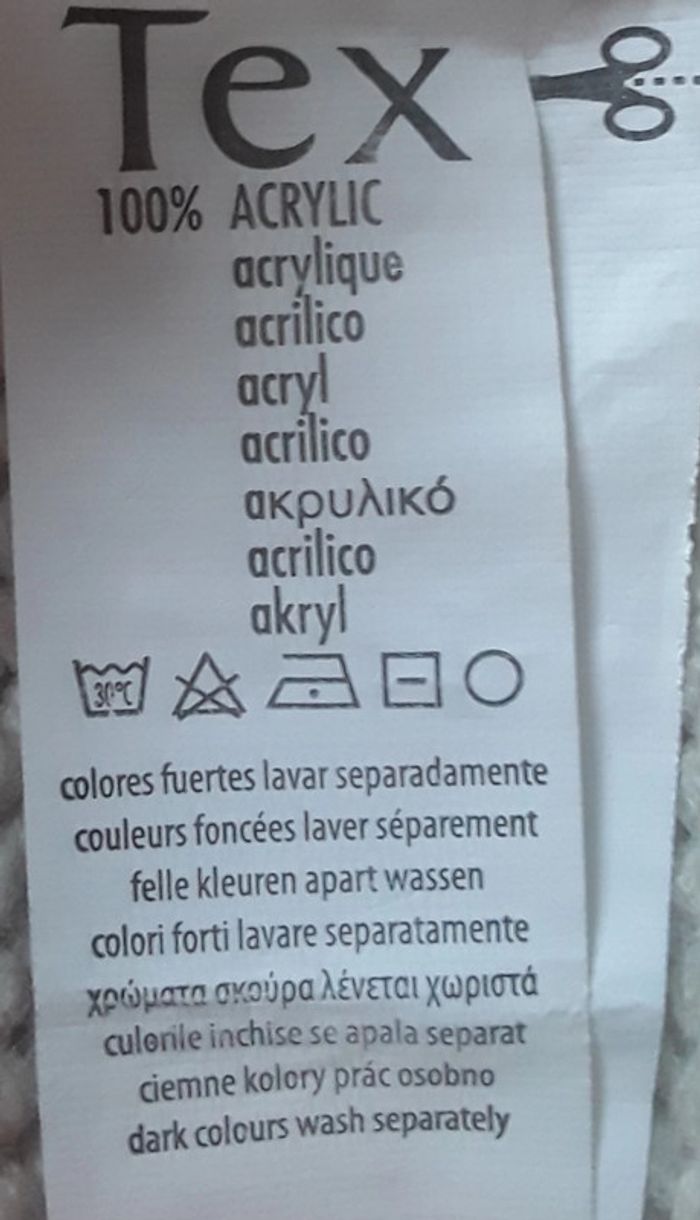 Tex
100% ACRYLIC
acrylique
acrilico
acryl
acrilico
ακρυλικό
acrilico
akryl
30°C
colores fuertes lavar separadamente
couleurs foncées laver séparement
felle kleuren apart wassen
colori forti lavare separatamente
χρώματα σκούρα λένεται χωριστά
culorile inchise se apala separat
ciemne kolory prác osobno
dark colours wash separately